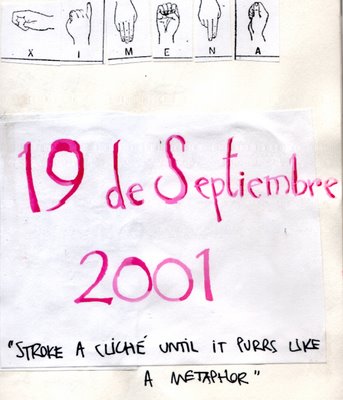 X I M E N A
19 de Septiembre
2001
"STROKE A CLICHÉ UNTIL IT PURRS LIKE
A METAPHOR"